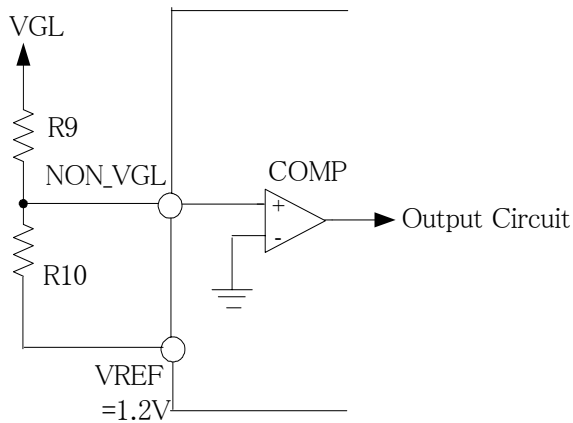 VGL
R9
NON_VGL
COMP
+
-
Output Circuit
R10
VREF
=1.2V